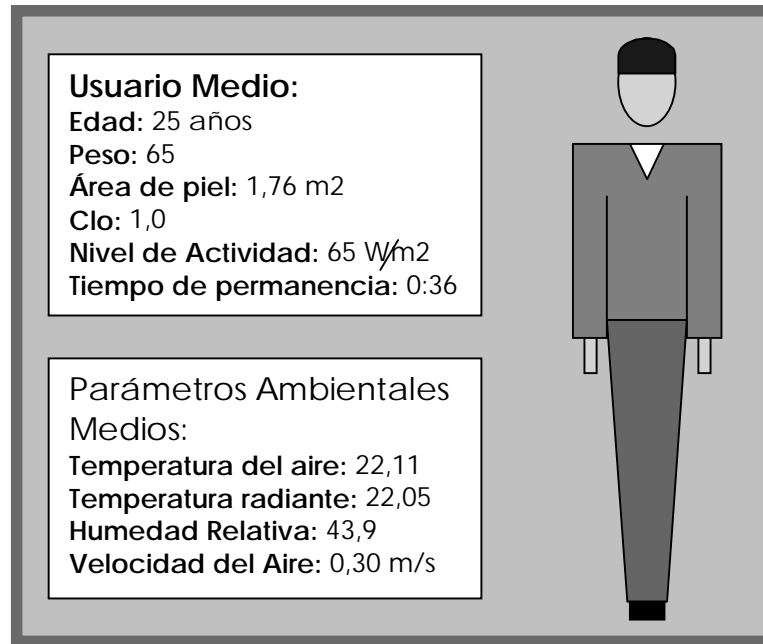 Usuario Medio:
Edad: 25 años
Peso: 65
Área de piel: 1,76 m2
Clo: 1,0
Nivel de Actividad: 65 W/m2
Tiempo de permanencia: 0:36
Parámetros Ambientales
Medios:
Temperatura del aire: 22,11
Temperatura radiante: 22,05
Humedad Relativa: 43,9
Velocidad del Aire: 0,30 m/s